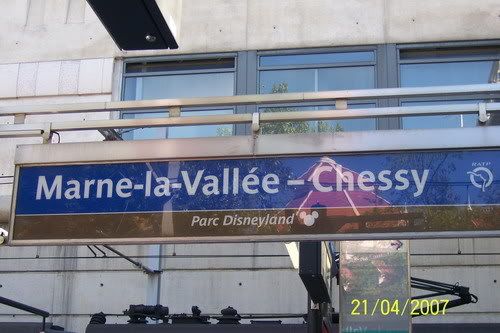 Marne-la-Vallée – Chessy
RATP
Parc Disneyland
21/04/2007